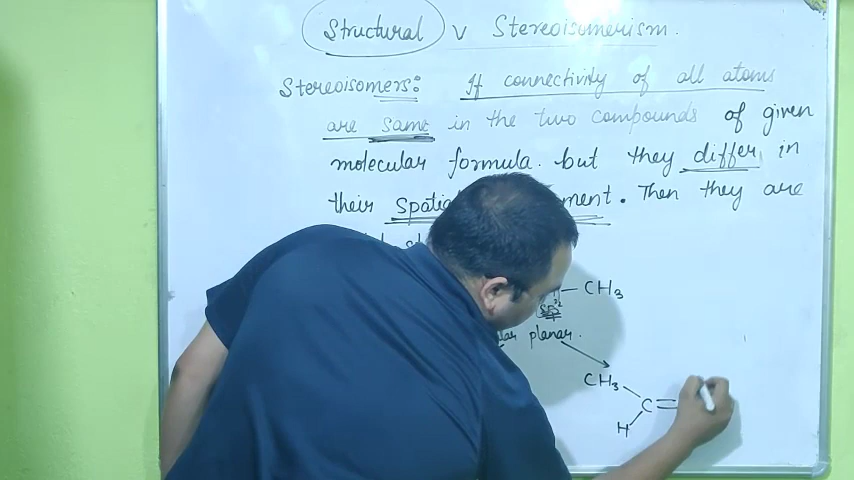 Structural v Stereoisomerism.
Stereoisomers: If connectivity of all atoms
are same in the two compounds of given
molecular formula. but they differ in
their ment. Then they are
— CH3
SP2
planar.
CH3
C =
H